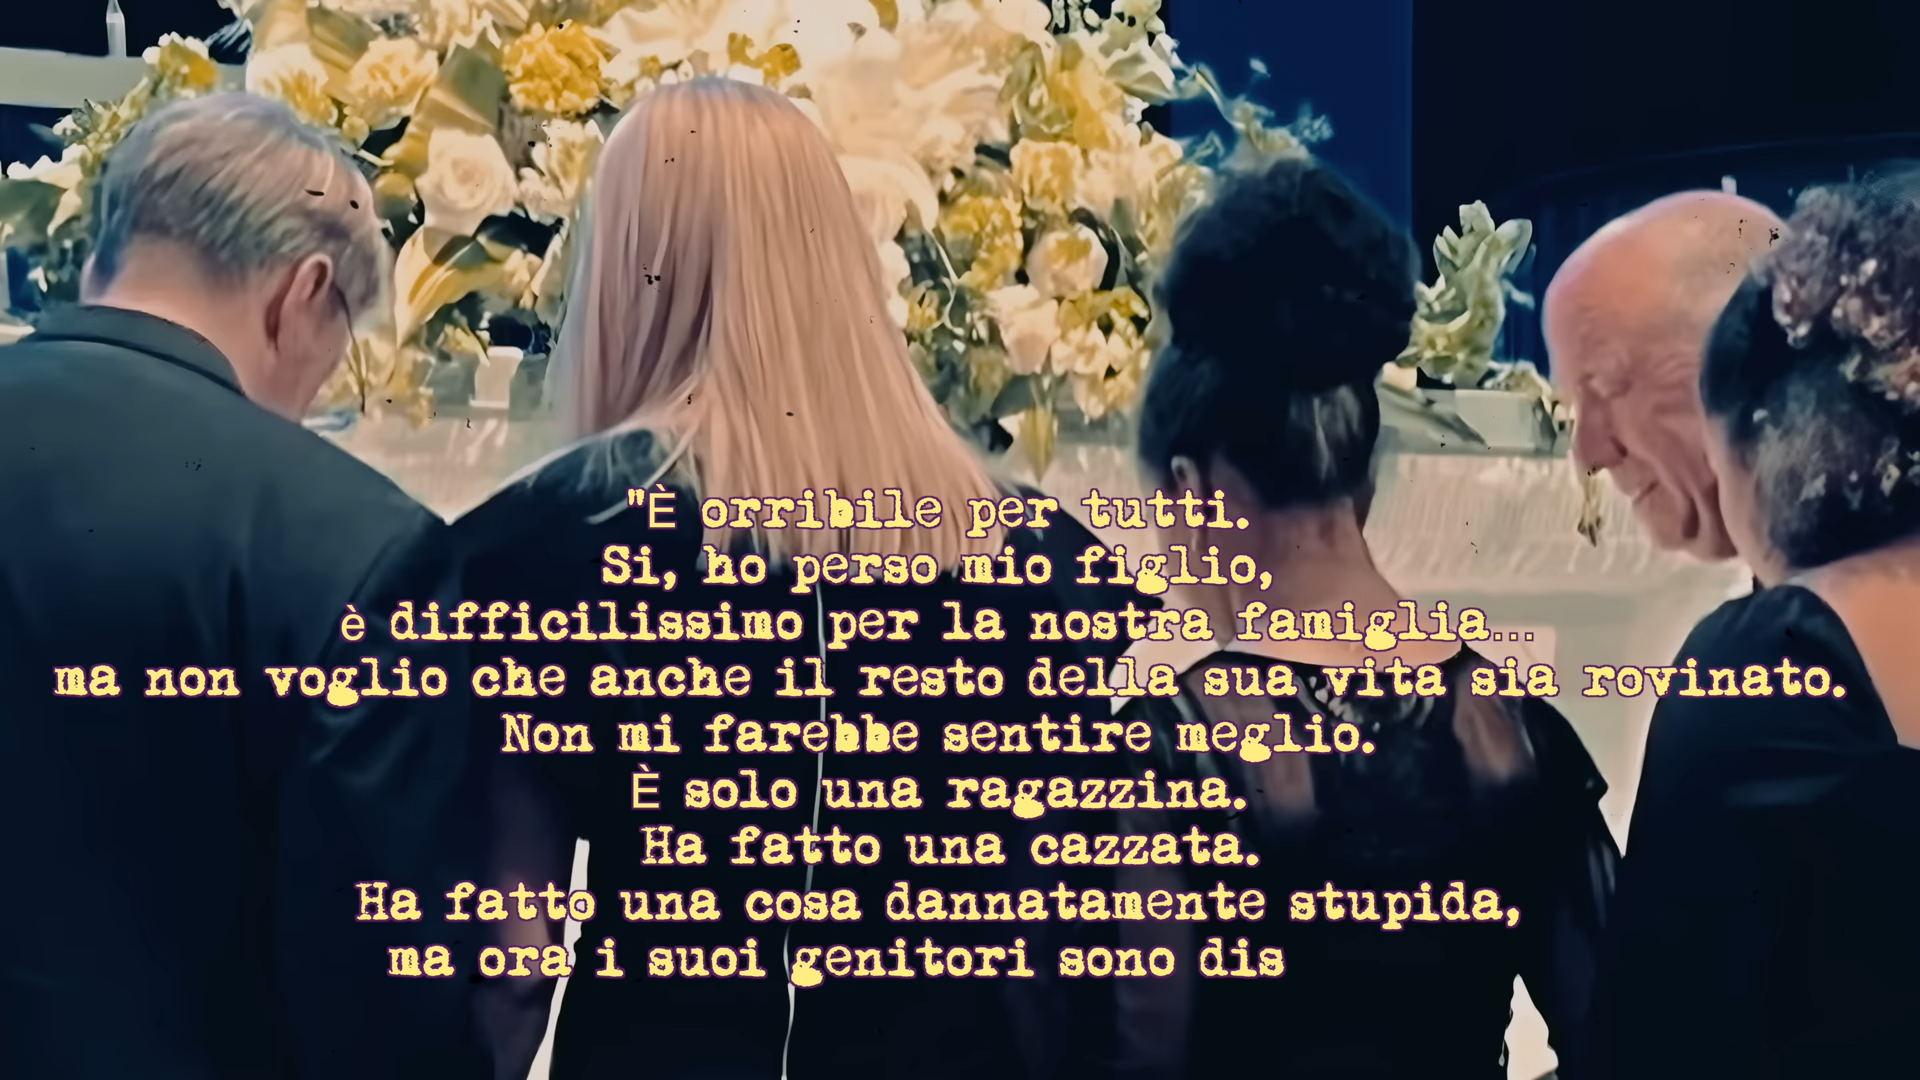 "È orribile per tutti.
Si, ho perso mio figlio,
è difficilissimo per la nostra famiglia...
ma non voglio che anche il resto della sua vita sia rovinato.
Non mi farebbe sentire meglio.
È solo una ragazzina.
Ha fatto una cazzata.
Ha fatto una cosa dannatamente stupida,
ma ora i suoi genitori sono dis